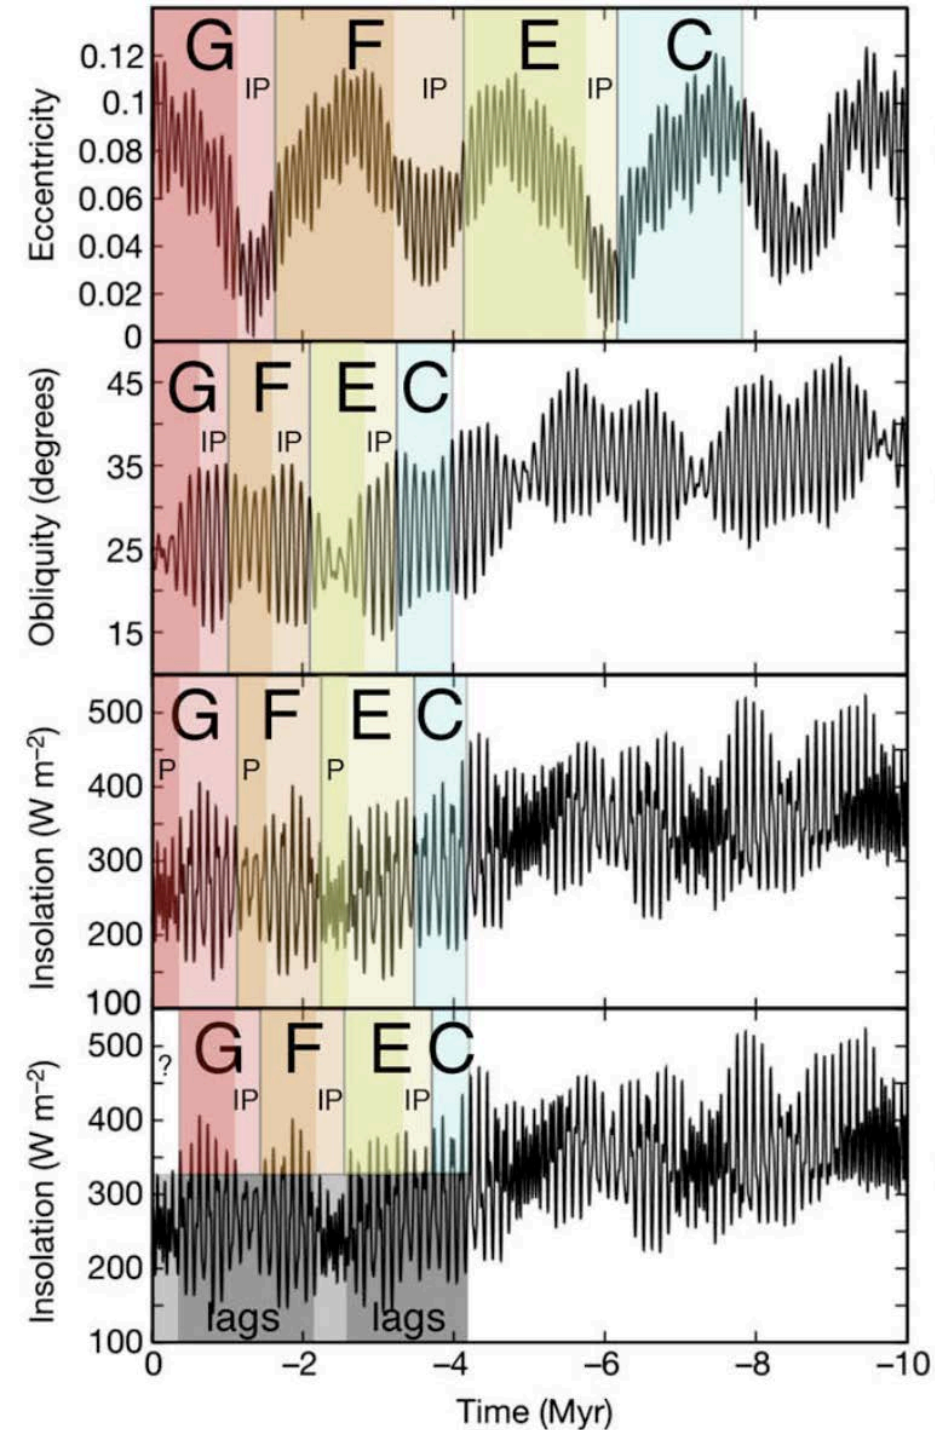 G F E C
IP IP IP
Eccentricity
0.12
0.1
0.08
0.06
0.04
0.02
0
G F E C
IP IP IP
Obliquity (degrees)
45
35
25
15
G F E C
P P P
Insolation (W m–2)
500
400
300
200
100
G F E C
?
IP IP IP
Insolation (W m–2)
500
400
300
200
100
lags lags
0 –2 –4 –6 –8 –10
Time (Myr)